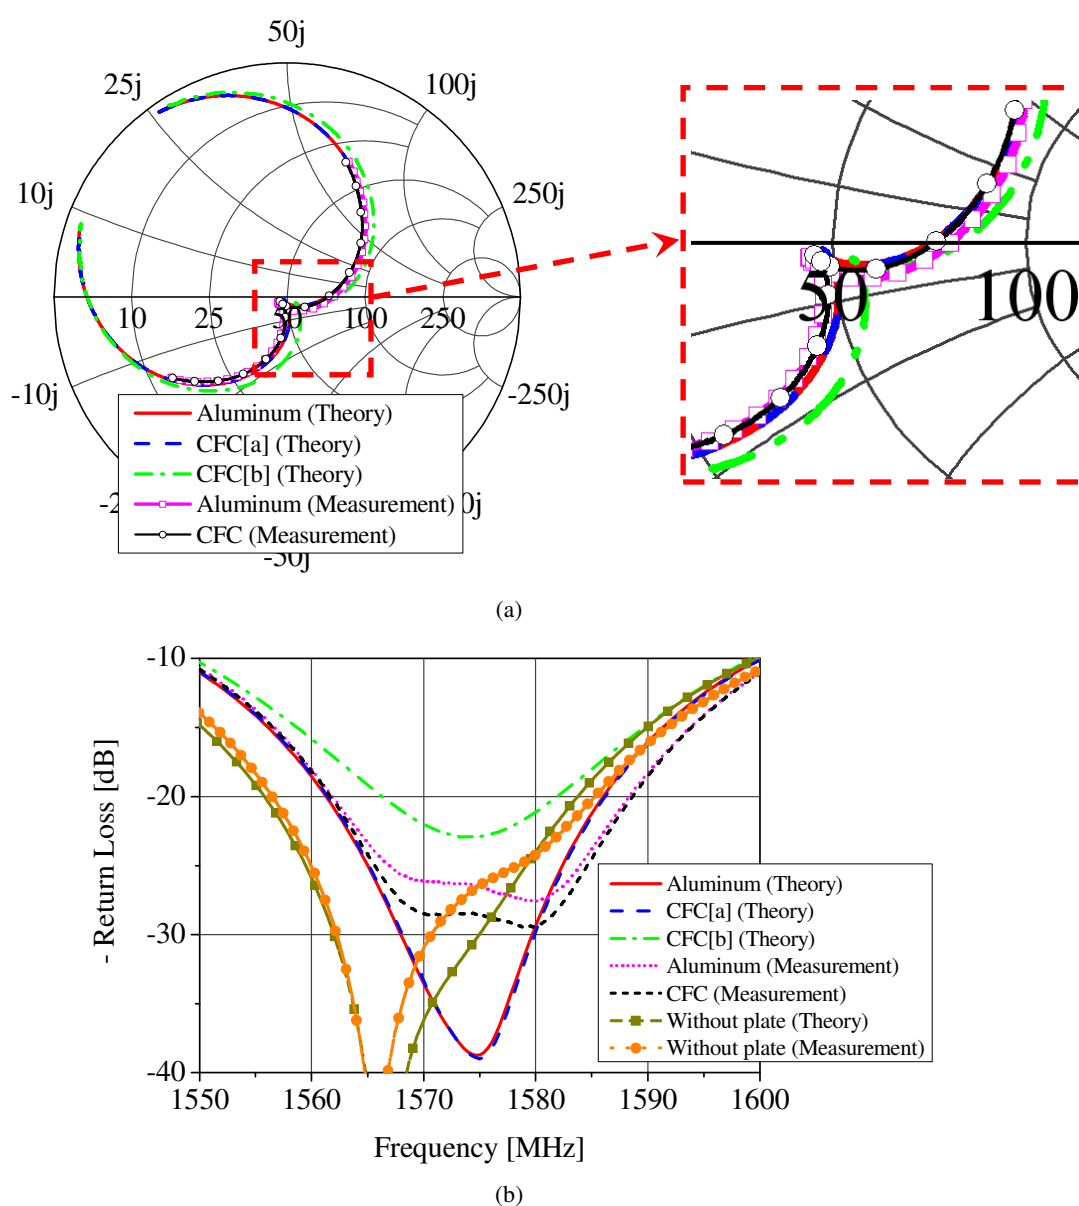 50j
25j
100j
10j
250j
10
25
50
100
250
-10j
-250j
Aluminum (Theory)
CFC[a] (Theory)
CFC[b] (Theory)
Aluminum (Measurement)
CFC (Measurement)
-50j
50
100
(a)
-10
-20
-30
-40
- Return Loss [dB]
Aluminum (Theory)
CFC[a] (Theory)
CFC[b] (Theory)
Aluminum (Measurement)
CFC (Measurement)
Without plate (Theory)
Without plate (Measurement)
1550 1560 1570 1580 1590 1600
Frequency [MHz]
(b)